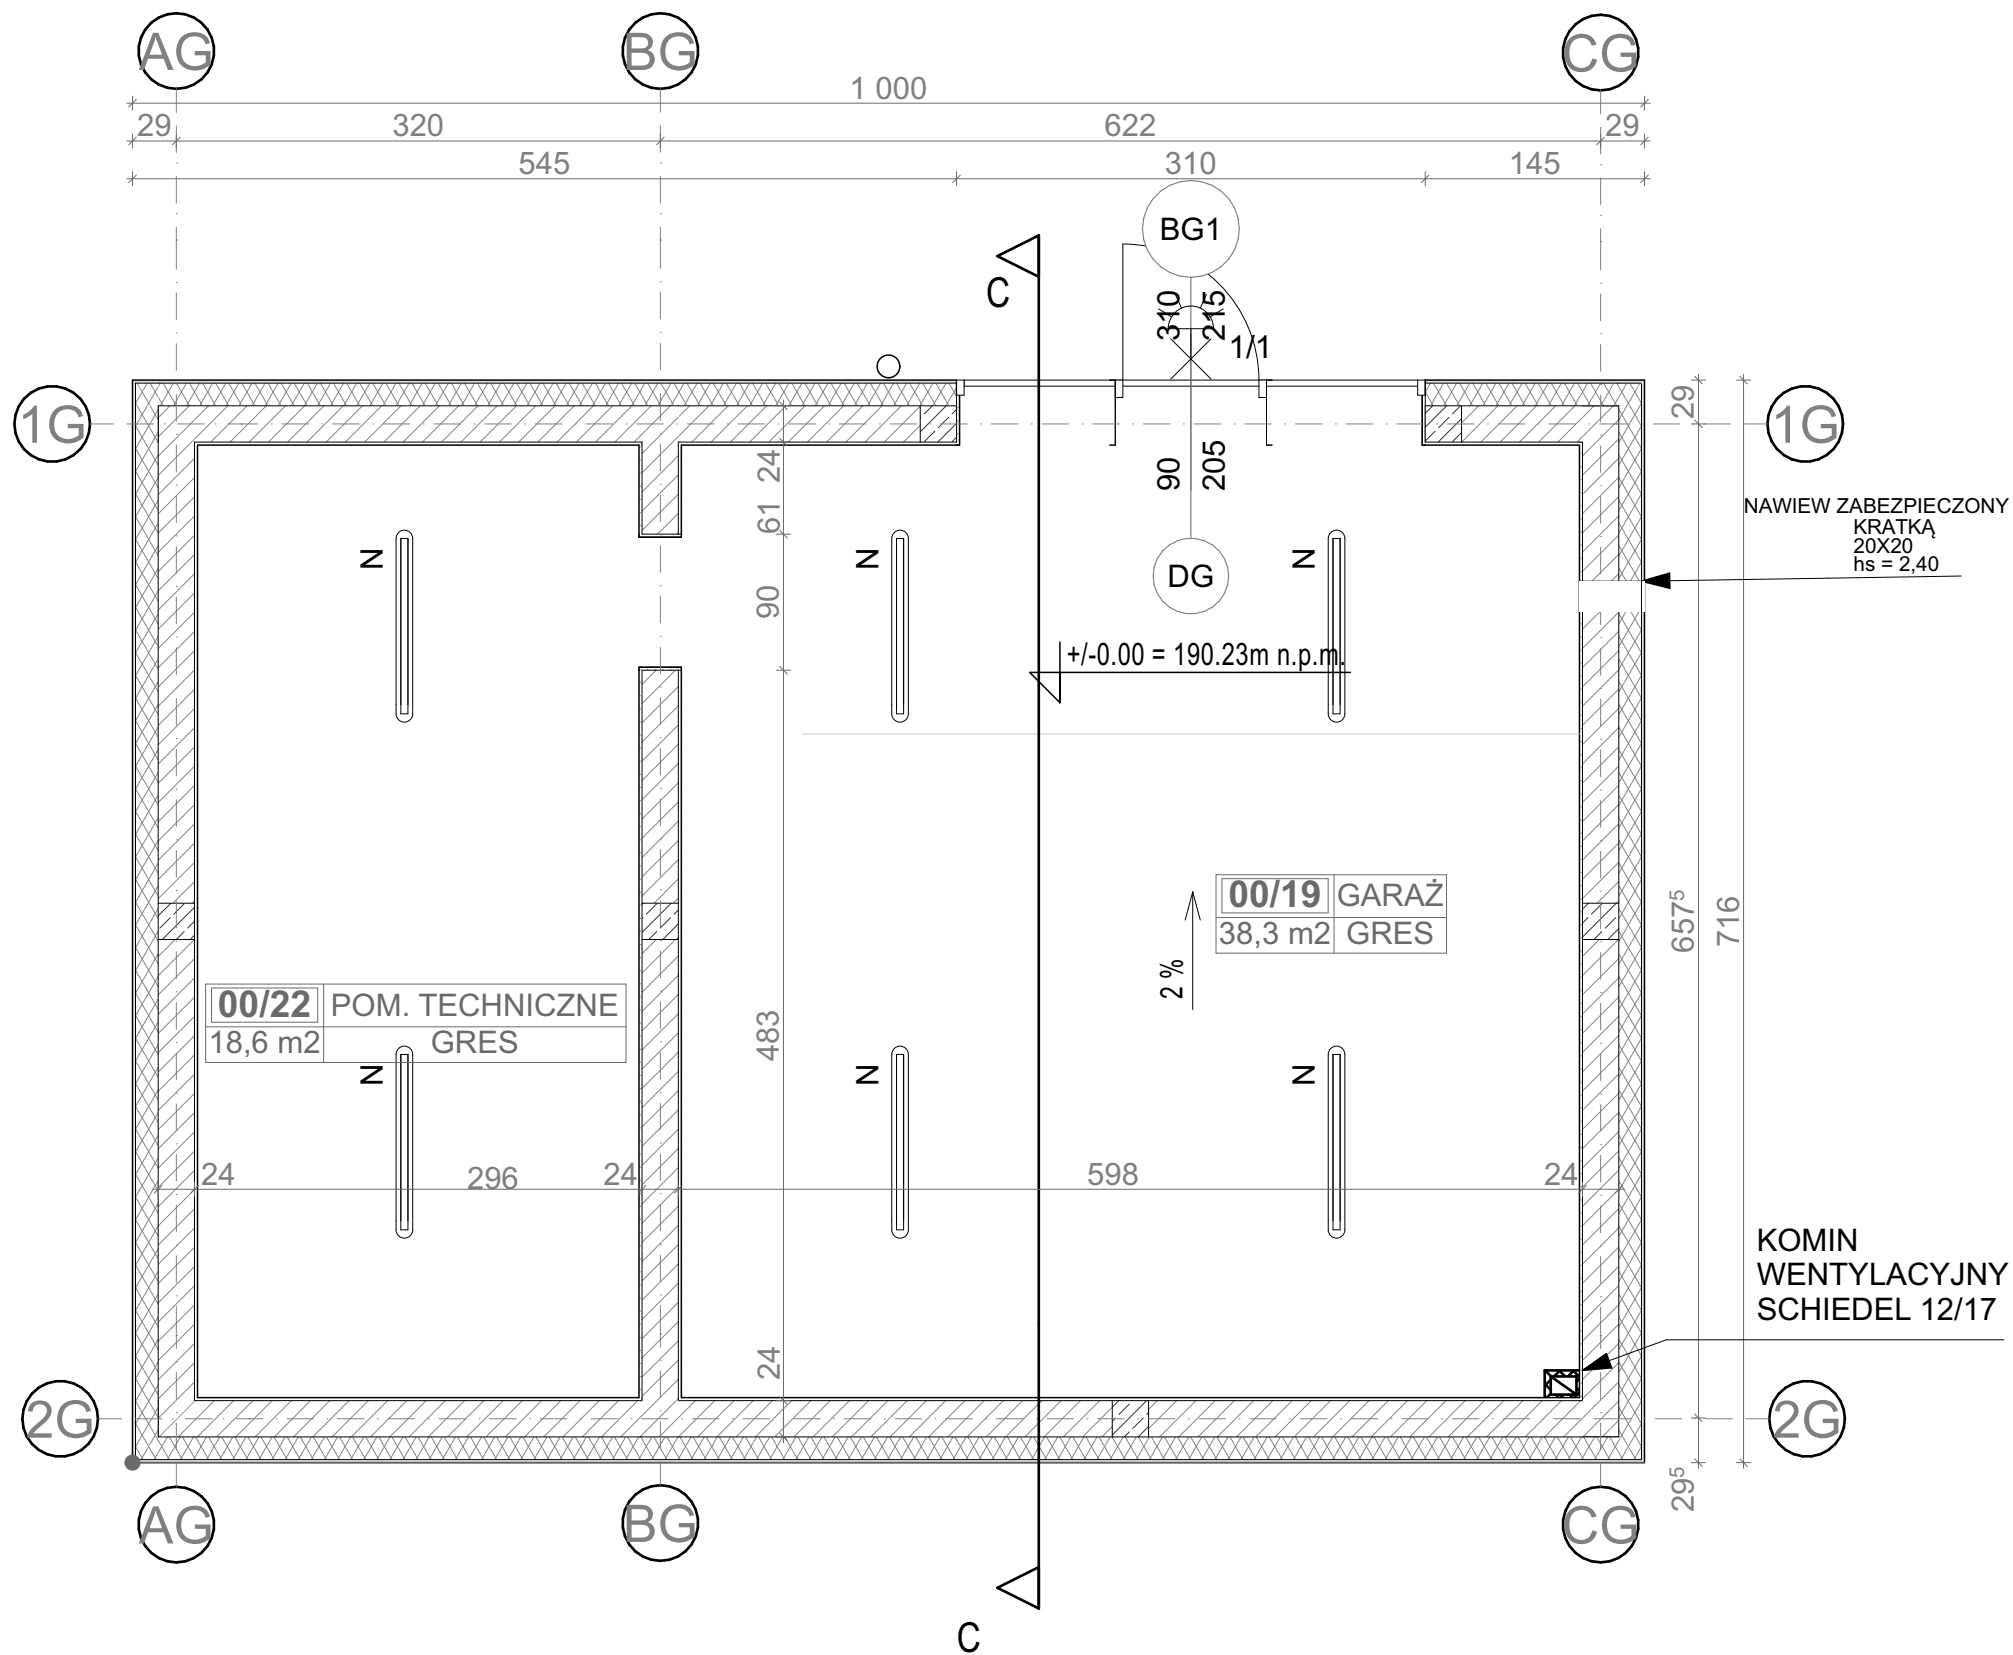 AG
BG
CG
1 000
29
320
622
29
545
310
145
BG1
C
310
215
1/1
1G
1G
29
24
61
90
90
205
NAWIEW ZABEZPIECZONY
KRATKĄ
20X20
hs = 2,40
N
N
N
DG
+/-0.00 = 190.23m n.p.m.
00/19 GARAŻ
38,3 m2 GRES
657⁵
716
2 %
00/22 POM. TECHNICZNE
18,6 m2 GRES
483
N
N
N
24
296
24
598
24
KOMIN
WENTYLACYJNY
SCHIEDEL 12/17
24
2G
2G
29⁵
AG
BG
CG
C